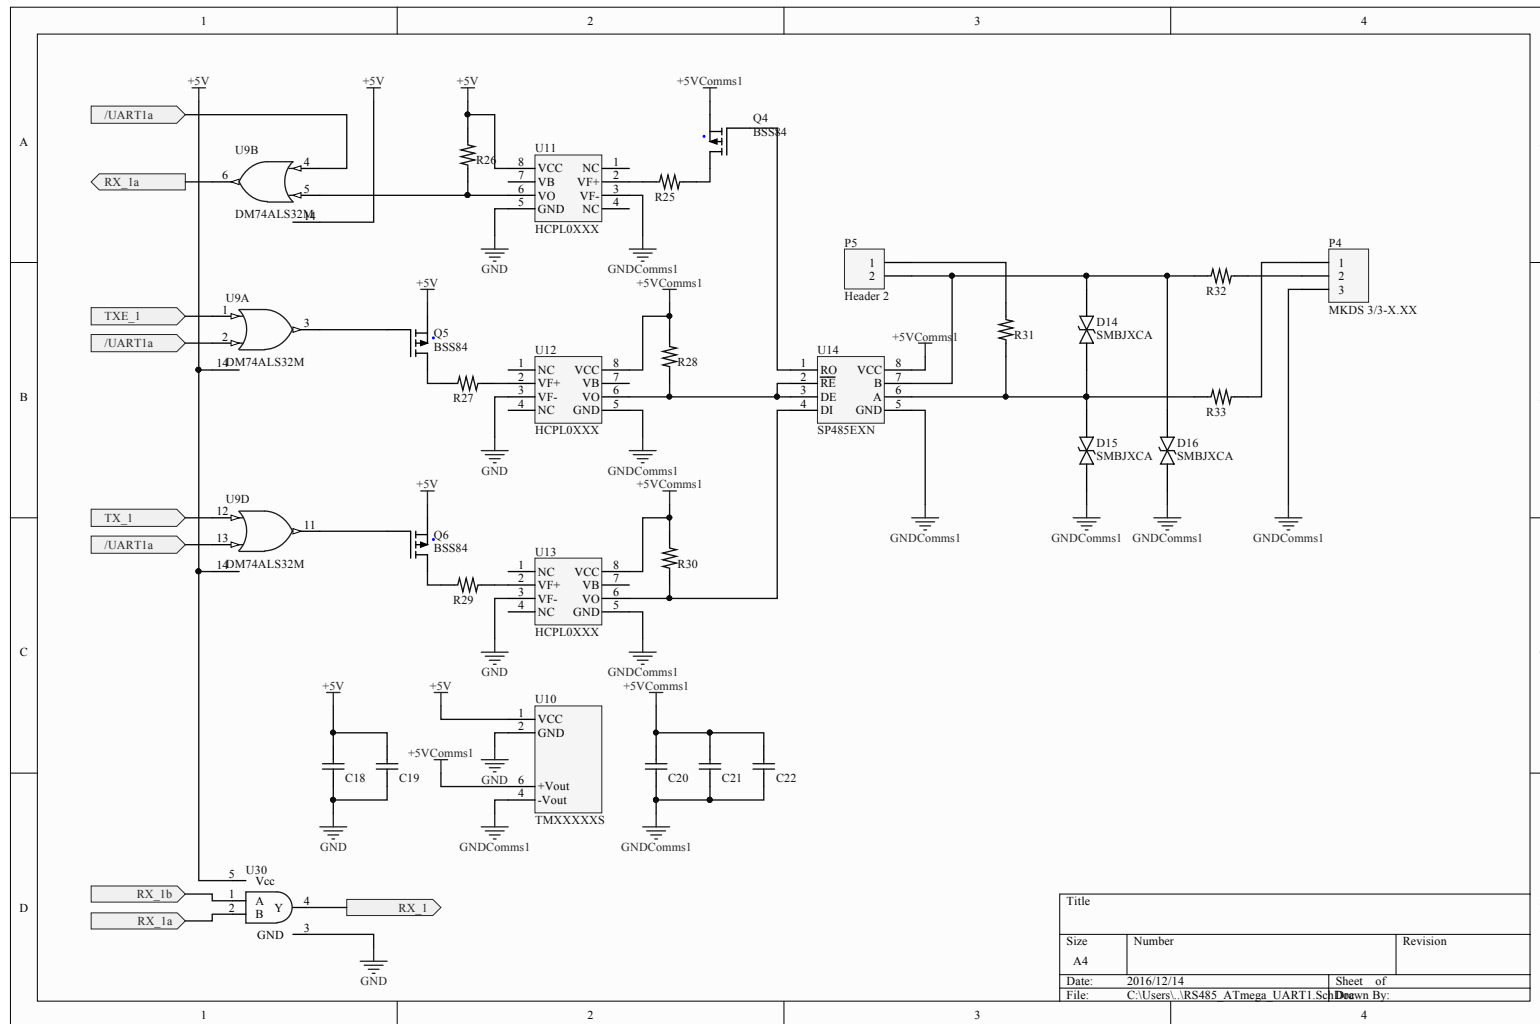 1 2 3 4
A
B
C
D
+5V +5V +5V +5VComms1
/UART1a
U9B
4
6
5
RX_1a
DM74ALS32M
14
R26
U11
8 VCC NC 1
7 VB VF+ 2
6 VO VF- 3
5 GND NC 4
HCPL0XXX
R25
Q4
BSS84
GND
GNDComms1
+5V
+5VComms1
U9A
TXE_1
1
3
/UART1a
2
14
DM74ALS32M
Q5
BSS84
R27
U12
1 NC VCC 8
2 VF+ VB 7
3 VF- VO 6
4 NC GND 5
HCPL0XXX
R28
GND
GNDComms1
P5
1
2
Header 2
+5VComms1
U14
1 RO VCC 8
2 RE B 7
3 DE A 6
4 DI GND 5
SP485EXN
R31
D14
SMBJXCA
R32
R33
P4
1
2
3
MKDS 3/3-X.XX
D15
SMBJXCA
D16
SMBJXCA
GNDComms1 GNDComms1 GNDComms1 GNDComms1
+5V
+5VComms1
U9D
TX_1
12
11
/UART1a
13
14
DM74ALS32M
Q6
BSS84
R29
U13
1 NC VCC 8
2 VF+ VB 7
3 VF- VO 6
4 NC GND 5
HCPL0XXX
R30
GND
GNDComms1
+5V +5V +5VComms1
C18 C19
GND
U10
1 VCC
2 GND
GND
+5VComms1
6 +Vout
4 -Vout
TMXXXXXS
GNDComms1
C20 C21 C22
GNDComms1
U30
5 Vcc
RX_1b
1 A
Y 4
RX_1
RX_1a
2 B
GND 3
GND
Title
Size Number Revision
A4
Date: 2016/12/14 Sheet of
File: C:\Users\..\RS485_ATmega_UART1.SchDoc Drawn By:
1 2 3 4